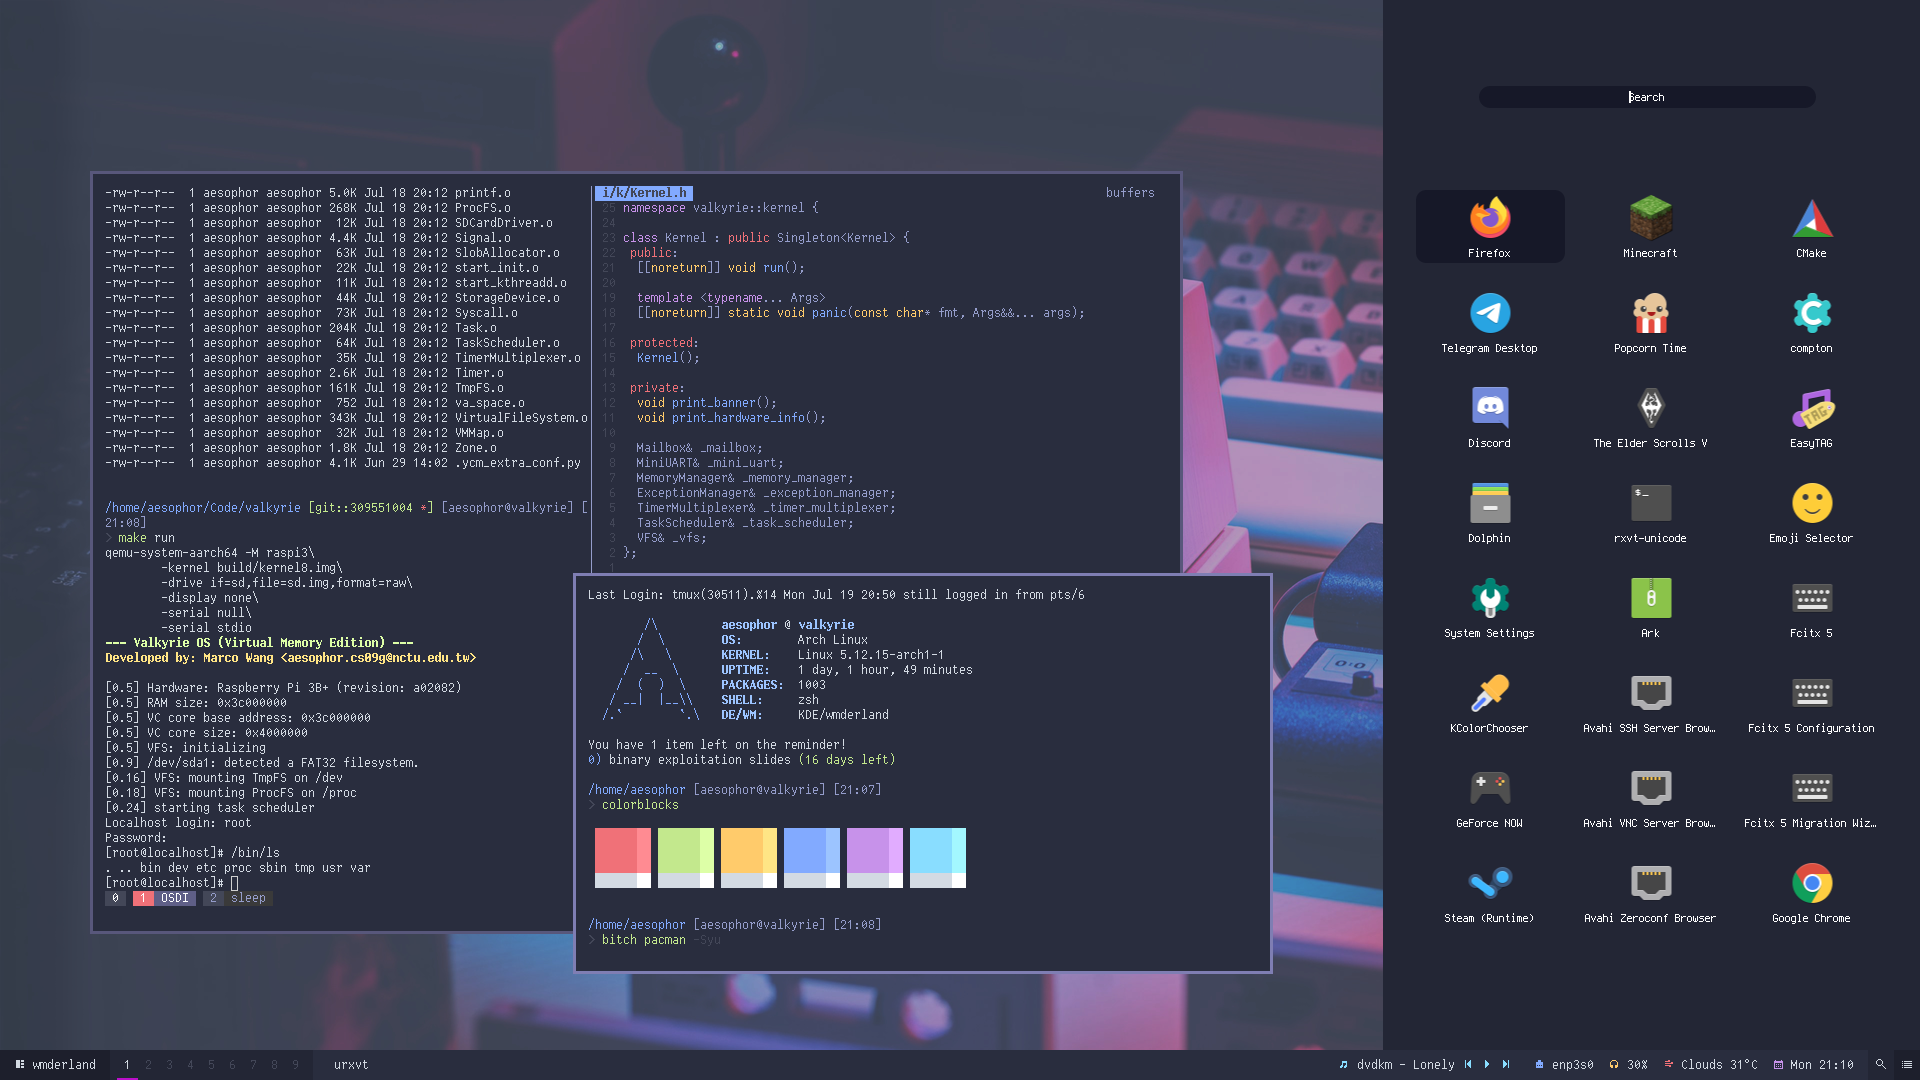 -rw-r--r--  1 aesophor aesophor 5.0K Jul 18 20:12 printf.o
-rw-r--r--  1 aesophor aesophor 268K Jul 18 20:12 ProcFS.o
-rw-r--r--  1 aesophor aesophor  12K Jul 18 20:12 SDCardDriver.o
-rw-r--r--  1 aesophor aesophor 4.4K Jul 18 20:12 Signal.o
-rw-r--r--  1 aesophor aesophor  63K Jul 18 20:12 SlobAllocator.o
-rw-r--r--  1 aesophor aesophor  22K Jul 18 20:12 start_init.o
-rw-r--r--  1 aesophor aesophor  11K Jul 18 20:12 start_kthreadd.o
-rw-r--r--  1 aesophor aesophor  44K Jul 18 20:12 StorageDevice.o
-rw-r--r--  1 aesophor aesophor  73K Jul 18 20:12 Syscall.o
-rw-r--r--  1 aesophor aesophor 204K Jul 18 20:12 Task.o
-rw-r--r--  1 aesophor aesophor  64K Jul 18 20:12 TaskScheduler.o
-rw-r--r--  1 aesophor aesophor  35K Jul 18 20:12 TimerMultiplexer.o
-rw-r--r--  1 aesophor aesophor 2.6K Jul 18 20:12 Timer.o
-rw-r--r--  1 aesophor aesophor 161K Jul 18 20:12 TmpFS.o
-rw-r--r--  1 aesophor aesophor  752 Jul 18 20:12 va_space.o
-rw-r--r--  1 aesophor aesophor 343K Jul 18 20:12 VirtualFileSystem.o
-rw-r--r--  1 aesophor aesophor  32K Jul 18 20:12 VMMap.o
-rw-r--r--  1 aesophor aesophor 1.8K Jul 18 20:12 Zone.o
-rw-r--r--  1 aesophor aesophor 4.1K Jun 29 14:02 .ycm_extra_conf.py
/home/aesophor/Code/valkyrie [git::309551004 *] [aesophor@valkyrie] [
21:08]
> make run
qemu-system-aarch64 -M raspi3\
-kernel build/kernel8.img\
-drive if=sd,file=sd.img,format=raw\
-display none\
-serial null\
-serial stdio
--- Valkyrie OS (Virtual Memory Edition) ---
Developed by: Marco Wang <aesophor.cs09g@nctu.edu.tw>
[0.5] Hardware: Raspberry Pi 3B+ (revision: a02082)
[0.5] RAM size: 0x3c000000
[0.5] VC core base address: 0x3c000000
[0.5] VC core size: 0x4000000
[0.5] VFS: initializing
[0.9] /dev/sda1: detected a FAT32 filesystem.
[0.16] VFS: mounting TmpFS on /dev
[0.18] VFS: mounting ProcFS on /proc
[0.24] starting task scheduler
Localhost login: root
Password:
[root@localhost]# /bin/ls
. .. bin dev etc proc sbin tmp usr var
[root@localhost]#
0 1 OSDI 2 sleep
i/k/Kernel.h buffers
25 namespace valkyrie::kernel {
24
23 class Kernel : public Singleton<Kernel> {
22 public:
21 [[noreturn]] void run();
20
19 template <typename... Args>
18 [[noreturn]] static void panic(const char* fmt, Args&&... args);
17
16 protected:
15 Kernel();
14
13 private:
12 void print_banner();
11 void print_hardware_info();
10
9 Mailbox& _mailbox;
8 MiniUART& _mini_uart;
7 MemoryManager& _memory_manager;
6 ExceptionManager& _exception_manager;
5 TimerMultiplexer& _timer_multiplexer;
4 TaskScheduler& _task_scheduler;
3 VFS& _vfs;
2 };
1
Last Login: tmux(30511).%14 Mon Jul 19 20:50 still logged in from pts/6
aesophor @ valkyrie
OS: Arch Linux
KERNEL: Linux 5.12.15-arch1-1
UPTIME: 1 day, 1 hour, 49 minutes
PACKAGES: 1003
SHELL: zsh
DE/WM: KDE/wmderland
You have 1 item left on the reminder!
0) binary exploitation slides (16 days left)
/home/aesophor [aesophor@valkyrie] [21:07]
> colorblocks
/home/aesophor [aesophor@valkyrie] [21:08]
> bitch pacman -Syu
Search
Firefox
Minecraft
CMake
Telegram Desktop
Popcorn Time
compton
Discord
The Elder Scrolls V
TAG
EasyTAG
Dolphin
$_
rxvt-unicode
Emoji Selector
System Settings
Ark
Fcitx 5
KColorChooser
Avahi SSH Server Brow…
Fcitx 5 Configuration
GeForce NOW
Avahi VNC Server Brow…
Fcitx 5 Migration Wiz…
Steam (Runtime)
Avahi Zeroconf Browser
Google Chrome
wmderland 1 2 3 4 5 6 7 8 9 urxvt
dvdkm - Lonely enp3s0 30% Clouds 31°C Mon 21:10